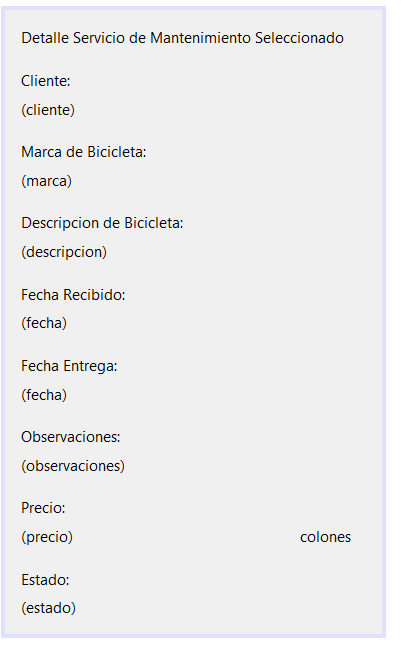 Detalle Servicio de Mantenimiento Seleccionado
Cliente:
(cliente)
Marca de Bicicleta:
(marca)
Descripcion de Bicicleta:
(descripcion)
Fecha Recibido:
(fecha)
Fecha Entrega:
(fecha)
Observaciones:
(observaciones)
Precio:
(precio) colones
Estado:
(estado)